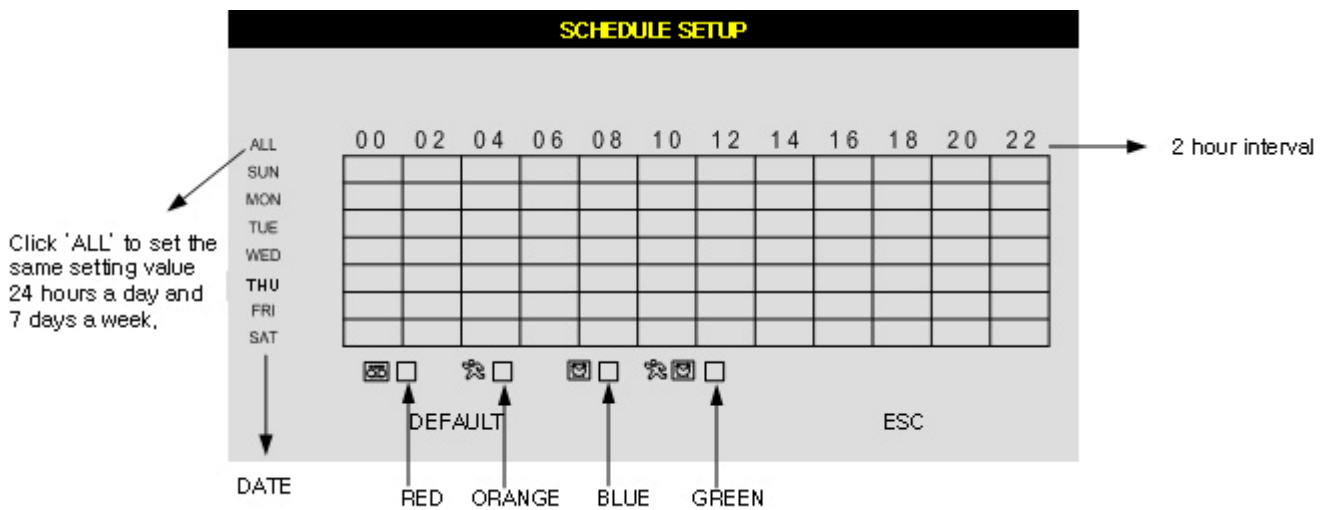 SCHEDULE SETUP
ALL 00 02 04 06 08 10 12 14 16 18 20 22 2 hour interval
SUN
MON
TUE
WED
THU
FRI
SAT
Click 'ALL' to set the
same setting value
24 hours a day and
7 days a week,
DEFAULT ESC
DATE RED ORANGE BLUE GREEN